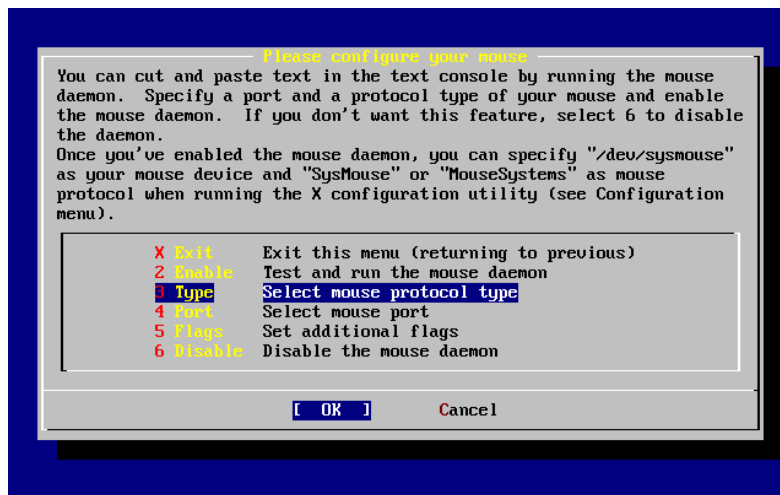 Please configure your mouse
You can cut and paste text in the text console by running the mouse
daemon.  Specify a port and a protocol type of your mouse and enable
the mouse daemon.  If you don't want this feature, select 6 to disable
the daemon.
Once you've enabled the mouse daemon, you can specify "/dev/sysmouse"
as your mouse device and "SysMouse" or "MouseSystems" as mouse
protocol when running the X configuration utility (see Configuration
menu).
X Exit Exit this menu (returning to previous)
2 Enable Test and run the mouse daemon
3 Type Select mouse protocol type
4 Port Select mouse port
5 Flags Set additional flags
6 Disable Disable the mouse daemon
[ OK ] Cancel